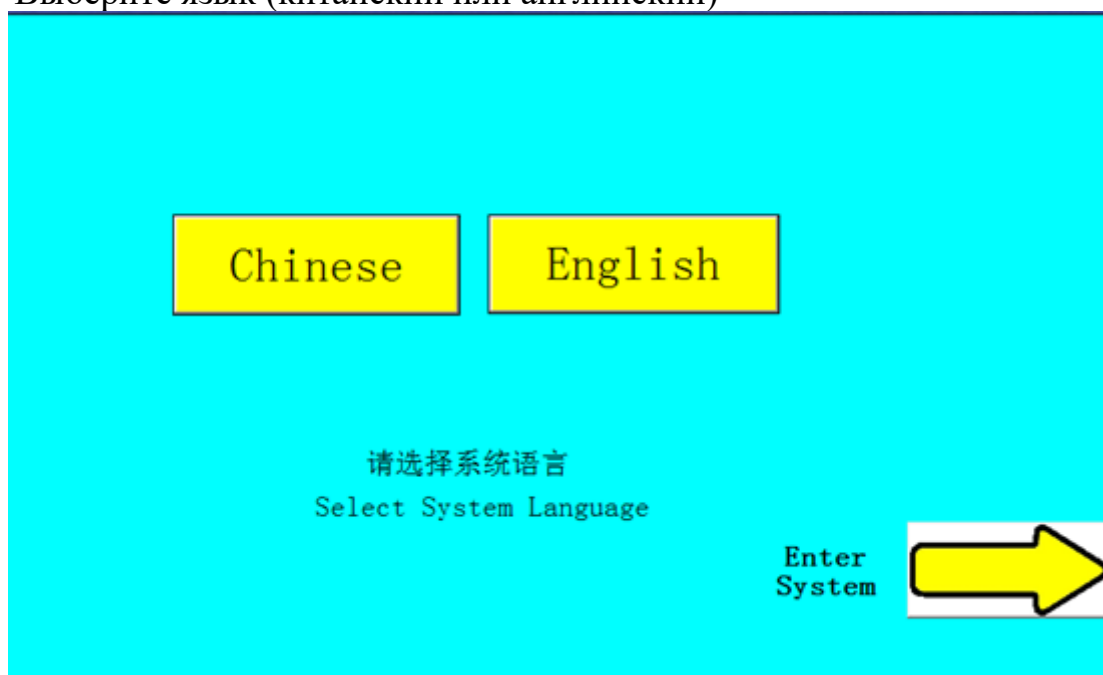 Выберите язык (китайский или английский)
Chinese
English
请选择系统语言
Select System Language
Enter
System